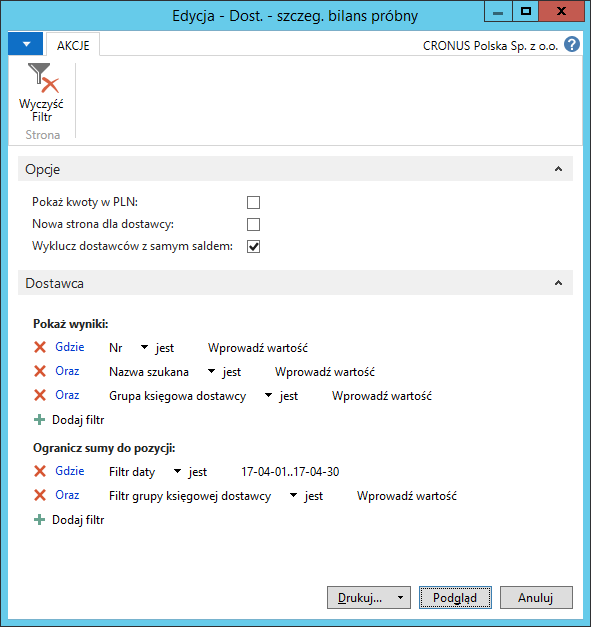 Edycja - Dost. - szczeg. bilans próbny
AKCJE
CRONUS Polska Sp. z o.o. ?
Wyczyść
Filtr
Strona
Opcje
Pokaż kwoty w PLN:
Nowa strona dla dostawcy:
Wyklucz dostawców z samym saldem:
Dostawca
Pokaż wyniki:
Gdzie Nr jest Wprowadź wartość
Oraz Nazwa szukana jest Wprowadź wartość
Oraz Grupa księgowa dostawcy jest Wprowadź wartość
Dodaj filtr
Ogranicz sumy do pozycji:
Gdzie Filtr daty jest 17-04-01..17-04-30
Oraz Filtr grupy księgowej dostawcy jest Wprowadź wartość
Dodaj filtr
Drukuj... Podgląd Anuluj